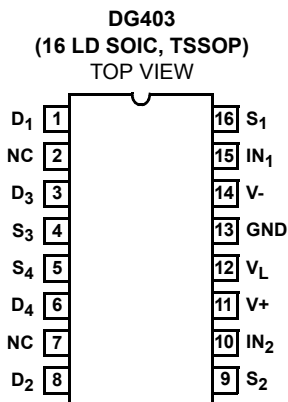 DG403
(16 LD SOIC, TSSOP)
TOP VIEW
D1 1 16 S1
NC 2 15 IN1
D3 3 14 V-
S3 4 13 GND
S4 5 12 VL
D4 6 11 V+
NC 7 10 IN2
D2 8 9 S2